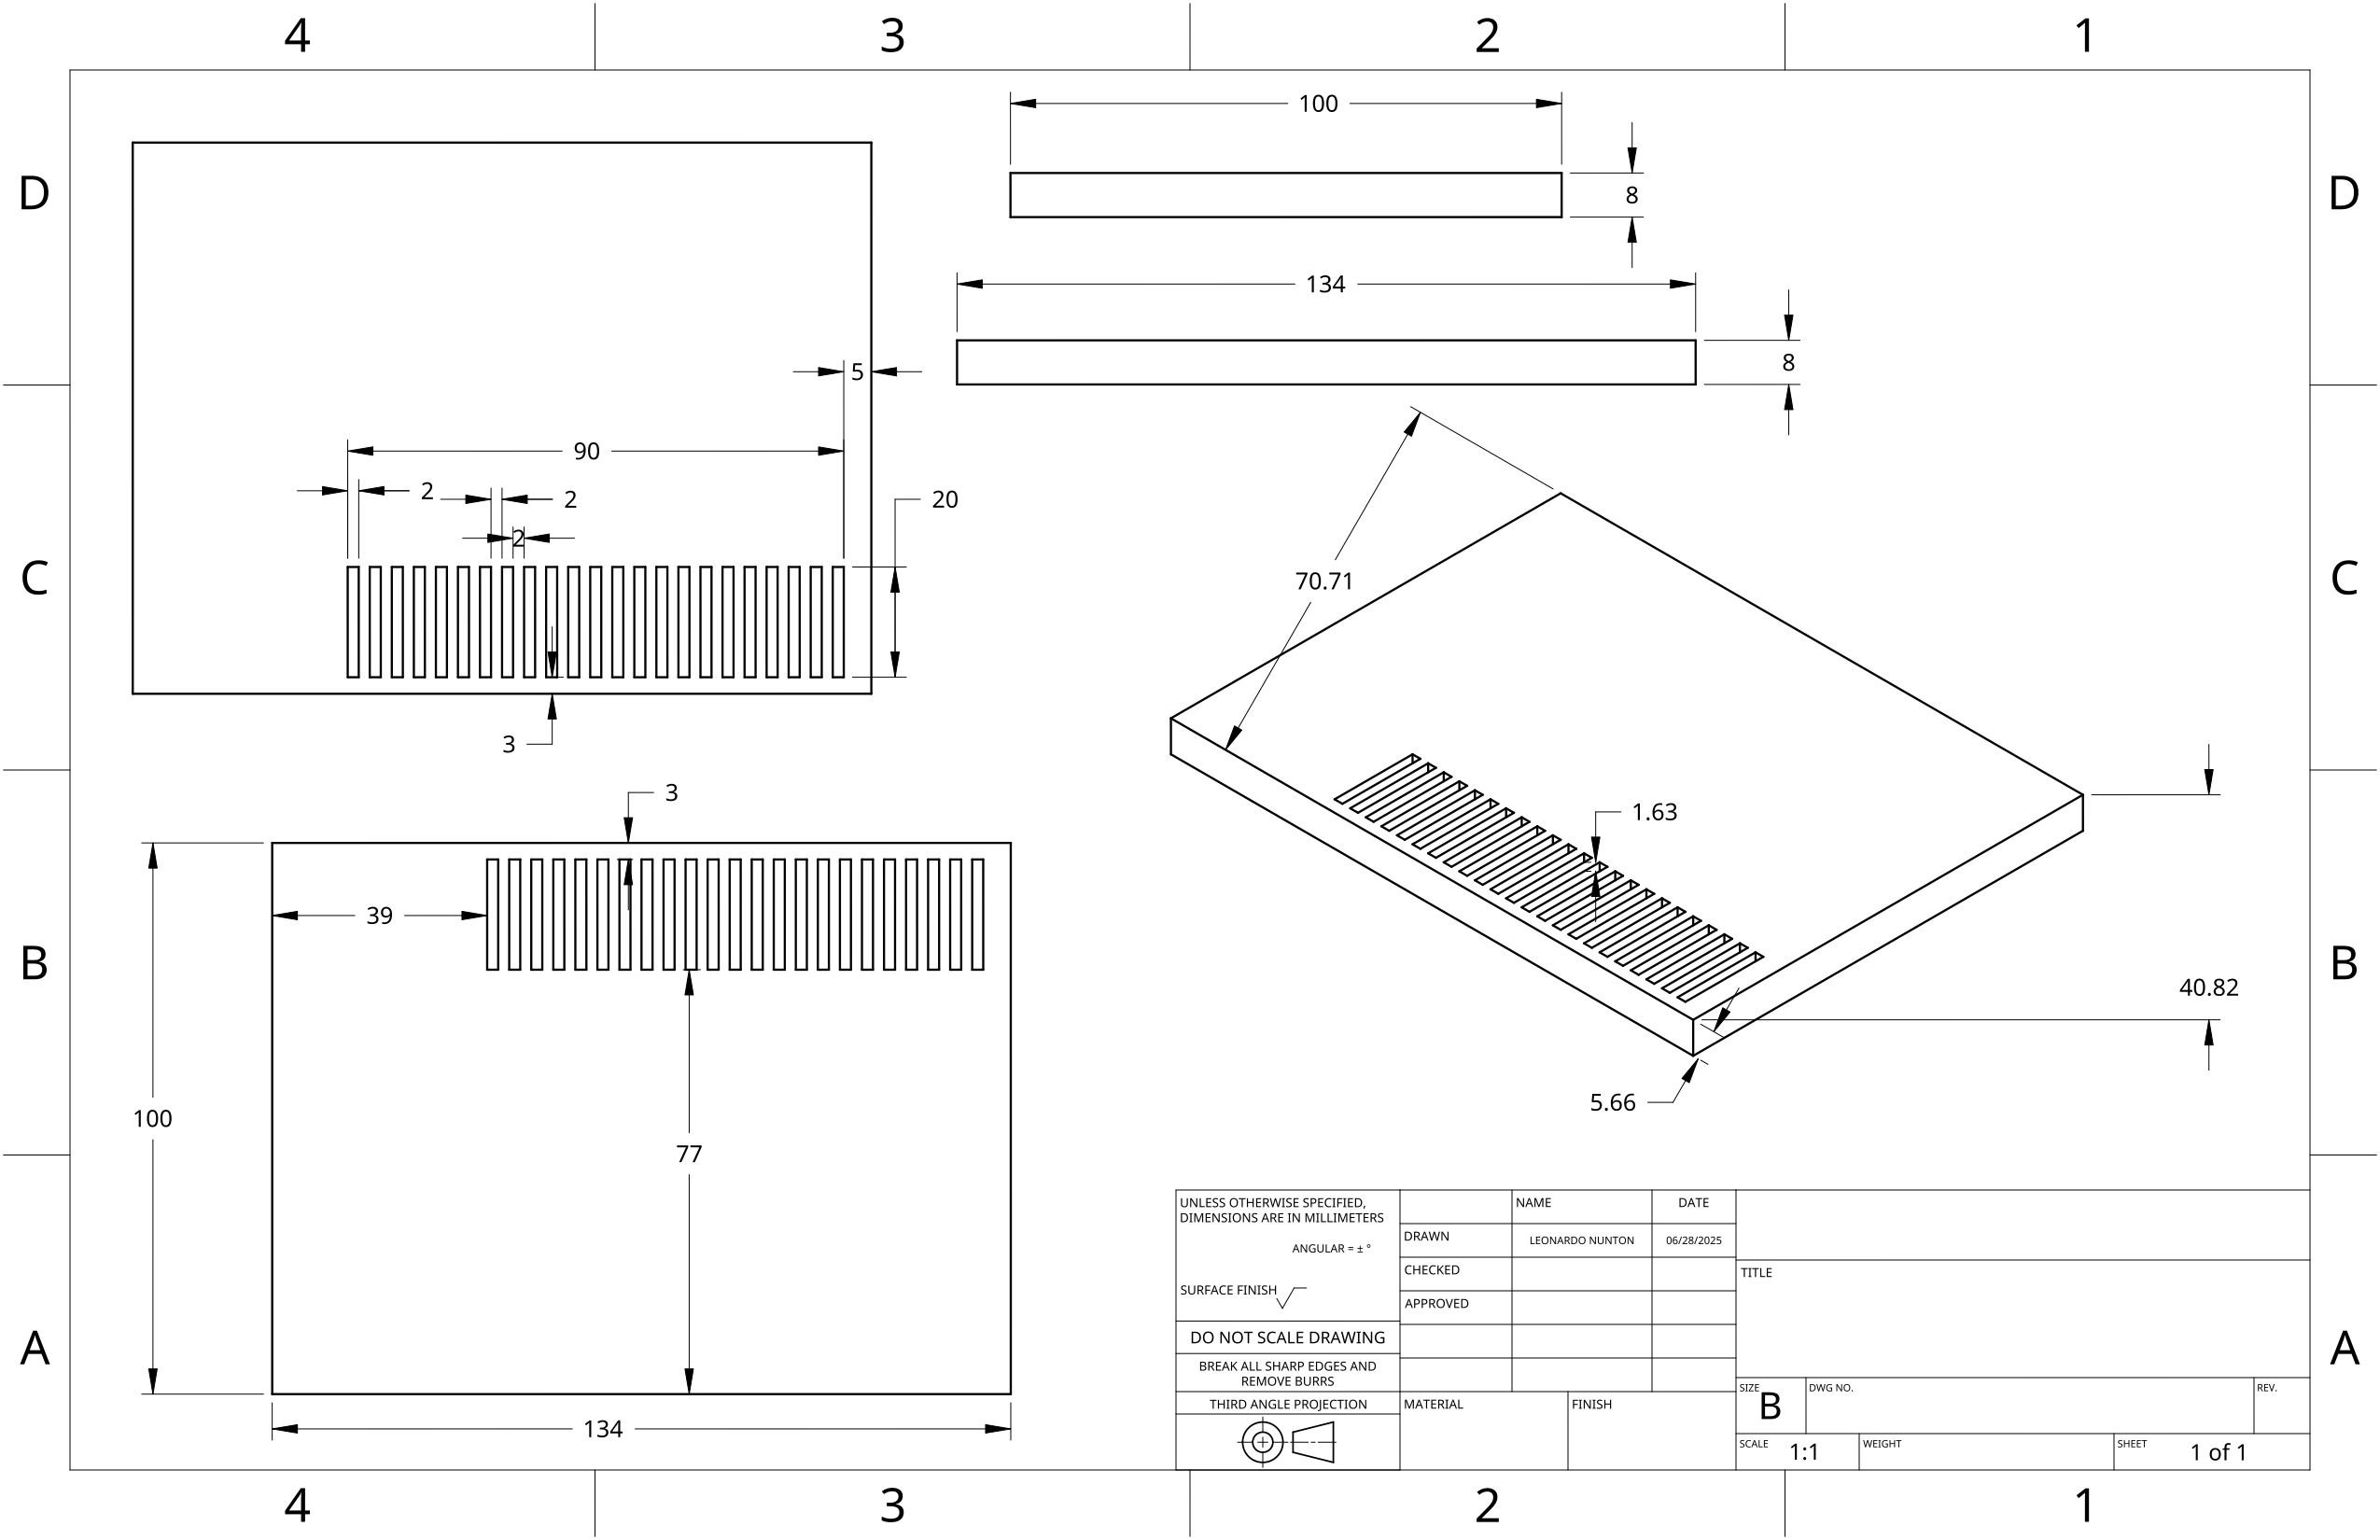 4 3 2 1
D D
C C
B B
A A
4 3 2 1
100
8
134
8
5
90
2
2
2
20
3
70.71
3
1.63
39
40.82
100
77
5.66
134
UNLESS OTHERWISE SPECIFIED,
DIMENSIONS ARE IN MILLIMETERS
ANGULAR = ± °
SURFACE FINISH
DO NOT SCALE DRAWING
BREAK ALL SHARP EDGES AND
REMOVE BURRS
THIRD ANGLE PROJECTION
NAME DATE
DRAWN LEONARDO NUNTON 06/28/2025
CHECKED
APPROVED
MATERIAL FINISH
TITLE
SIZE B DWG NO. REV.
SCALE 1:1 WEIGHT SHEET 1 of 1